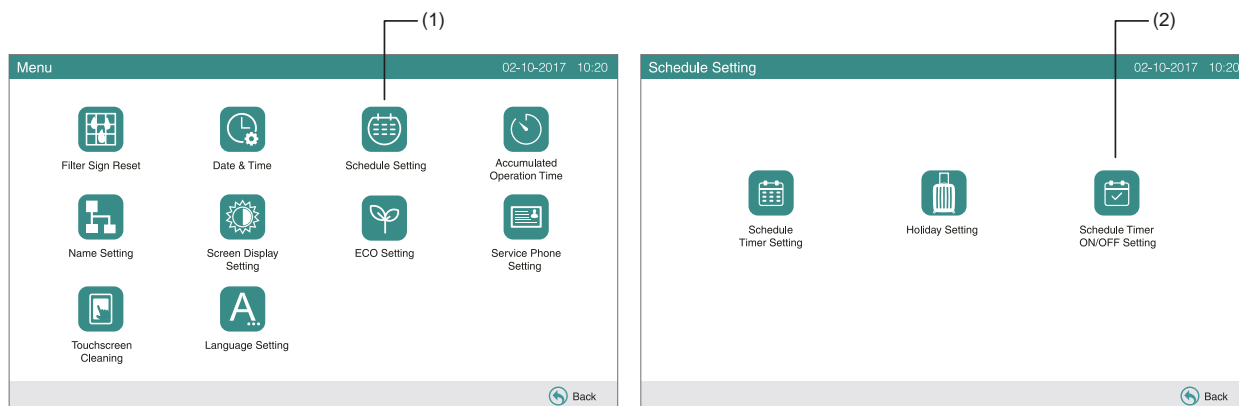 (1)
Menu 02-10-2017 10:20
Filter Sign Reset
Date & Time
Schedule Setting
Accumulated
Operation Time
Name Setting
Screen Display
Setting
ECO Setting
Service Phone
Setting
Touchscreen
Cleaning
A...
Language Setting
Back
(2)
Schedule Setting 02-10-2017 10:20
Schedule
Timer Setting
Holiday Setting
Schedule Timer
ON/OFF Setting
Back